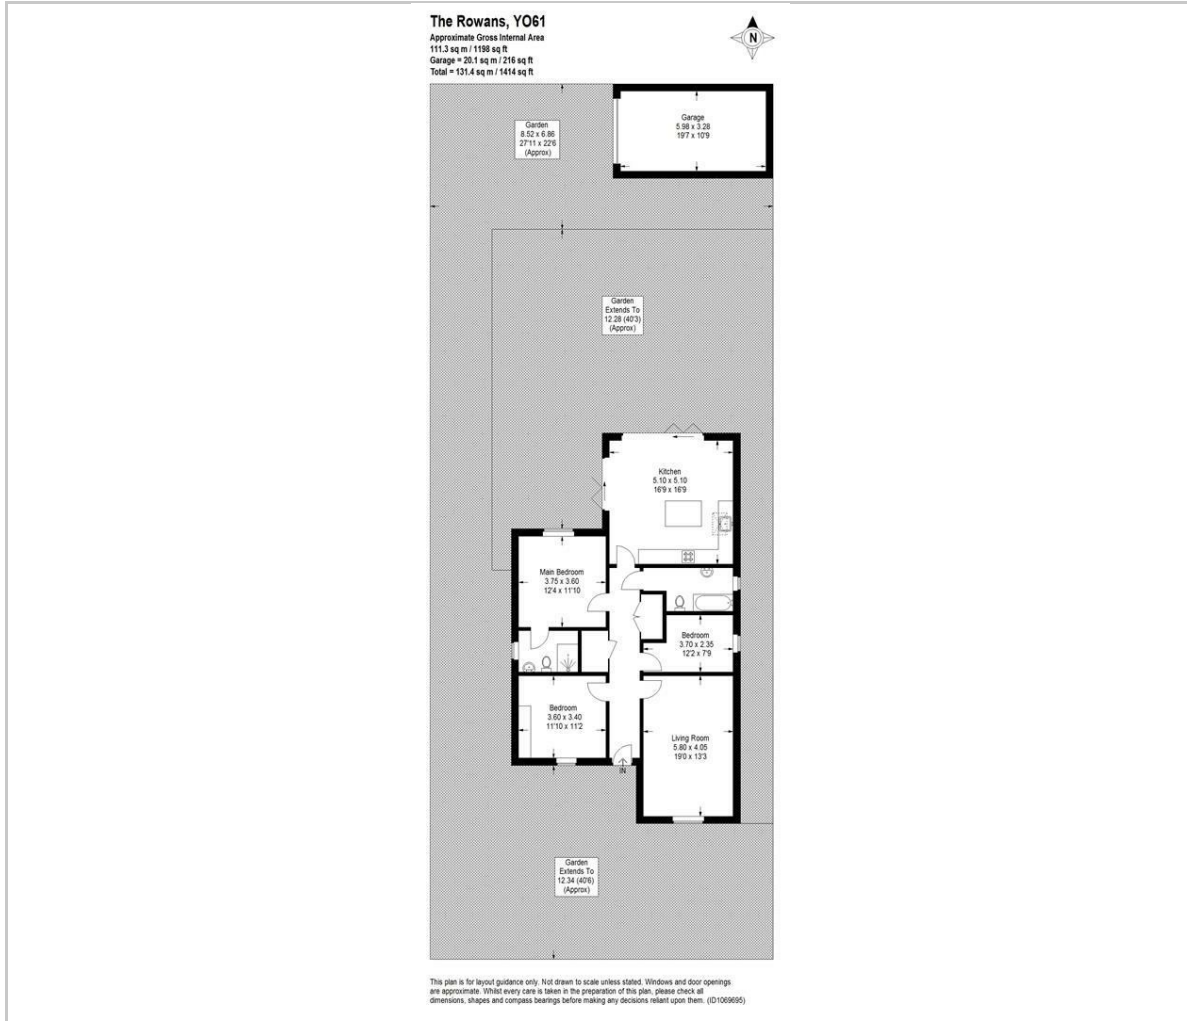 The Rowans, YO61
Approximate Gross Internal Area
111.3 sq m / 1198 sq ft
Garage = 20.1 sq m / 216 sq ft
Total = 131.4 sq m / 1414 sq ft
N
Garden
8.52 x 6.86
27'11 x 22'6
(Approx)
Garage
5.98 x 3.28
19'7 x 10'9
Garden
Extends To
12.28 (40'3)
(Approx)
Kitchen
5.10 x 5.10
16'9 x 16'9
Main Bedroom
3.75 x 3.60
12'4 x 11'10
Bedroom
3.70 x 2.35
12'2 x 7'9
Bedroom
3.60 x 3.40
11'10 x 11'2
Living Room
5.80 x 4.05
19'0 x 13'3
IN
Garden
Extends To
12.34 (40'6)
(Approx)
This plan is for layout guidance only. Not drawn to scale unless stated. Windows and door openings
are approximate. Whilst every care is taken in the preparation of this plan, please check all
dimensions, shapes and compass bearings before making any decisions reliant upon them. (ID1069695)